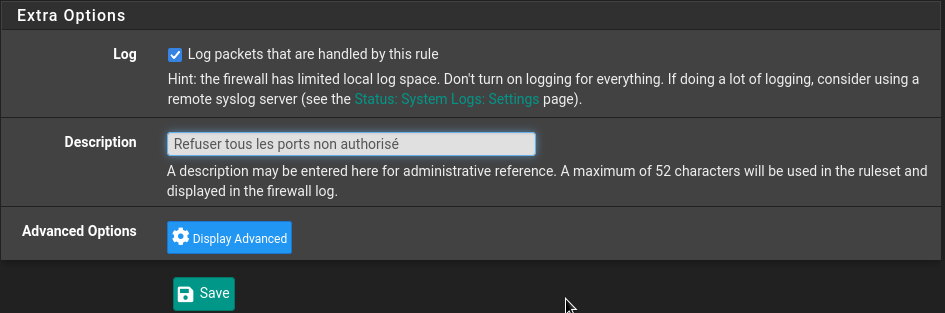 Extra Options
Log
Log packets that are handled by this rule
Hint: the firewall has limited local log space. Don't turn on logging for everything. If doing a lot of logging, consider using a
remote syslog server (see the Status: System Logs: Settings page).
Description
Refuser tous les ports non authorisé
A description may be entered here for administrative reference. A maximum of 52 characters will be used in the ruleset and
displayed in the firewall log.
Advanced Options
Display Advanced
Save